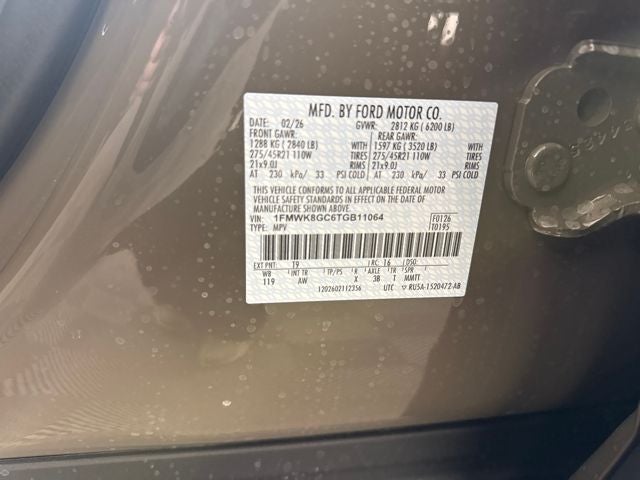 MFD. BY FORD MOTOR CO.
DATE: 02/26 GVWR: 2812 KG ( 6200 LB)
FRONT GAWR: REAR GAWR:
1288 KG ( 2840 LB) WITH 1597 KG ( 3520 LB) WITH
275/45R21 110W TIRES 275/45R21 110W TIRES
21x9.0J RIMS 21x9.0J RIMS
AT 230 kPa/ 33 PSI COLD AT 230 kPa/ 33 PSI COLD
THIS VEHICLE CONFORMS TO ALL APPLICABLE FEDERAL MOTOR
VEHICLE SAFETY STANDARDS IN EFFECT ON THE DATE OF
MANUFACTURE SHOWN ABOVE.
VIN: 1FMWK8GC6TGB11064 F0126
TYPE: MPV T0195
EXT PNT: T9 RC: 16 DSO:
WB INT TR TP/PS R AXLE TR SPR
119 AW X 3B T MMTT
1202602112356 UTC RU5A-1520472-AB